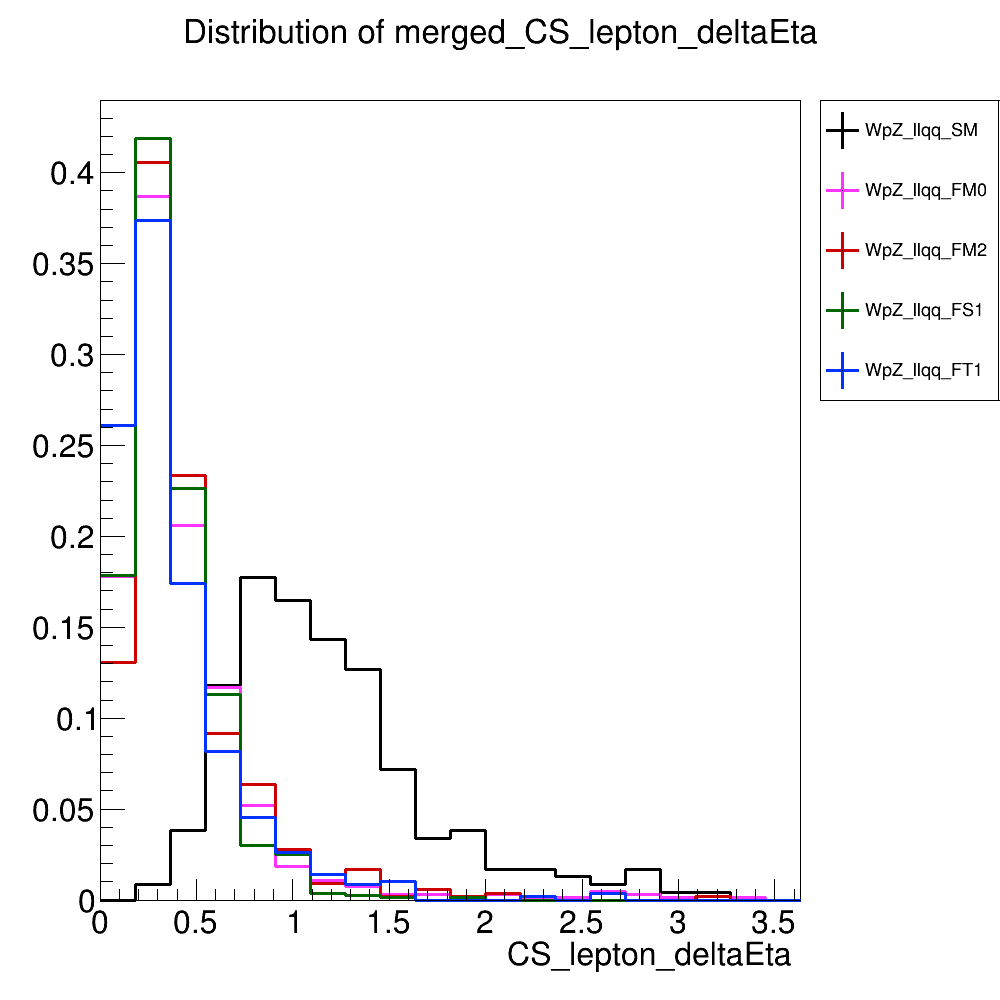 Distribution of merged_CS_lepton_deltaEta
WpZ_llqq_SM
WpZ_llqq_FM0
WpZ_llqq_FM2
WpZ_llqq_FS1
WpZ_llqq_FT1
0.4
0.35
0.3
0.25
0.2
0.15
0.1
0.05
0
0 0.5 1 1.5 2 2.5 3 3.5
CS_lepton_deltaEta